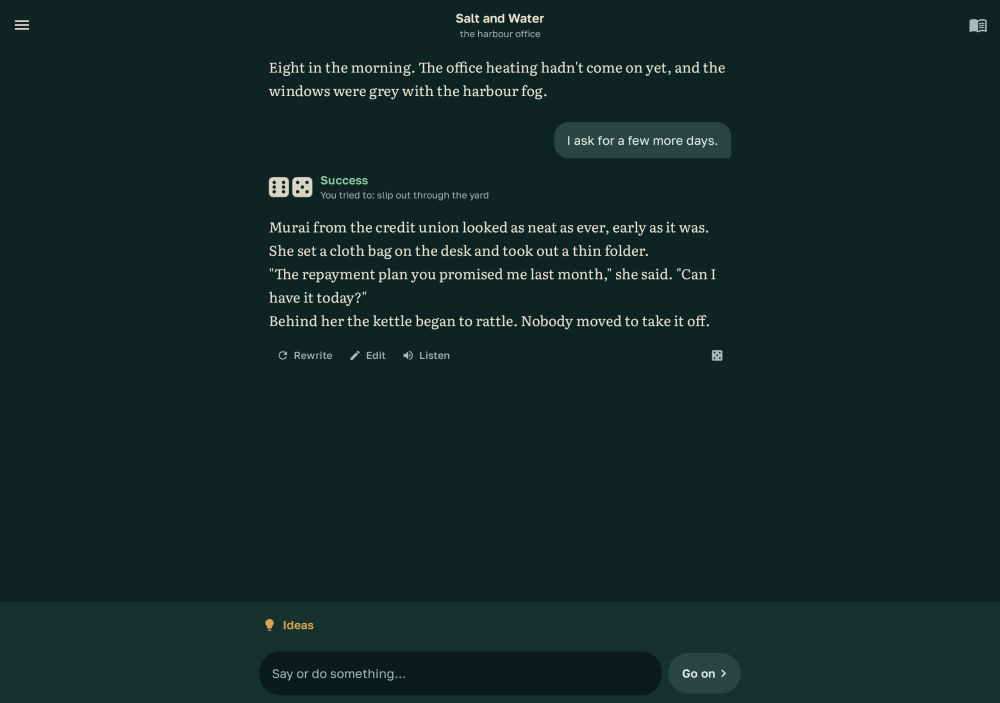 Salt and Water
the harbour office
Eight in the morning. The office heating hadn't come on yet, and the
windows were grey with the harbour fog.
I ask for a few more days.
Success
You tried to: slip out through the yard
Murai from the credit union looked as neat as ever, early as it was.
She set a cloth bag on the desk and took out a thin folder.
"The repayment plan you promised me last month," she said. "Can I
have it today?"
Behind her the kettle began to rattle. Nobody moved to take it off.
Rewrite
Edit
Listen
Ideas
Say or do something...
Go on